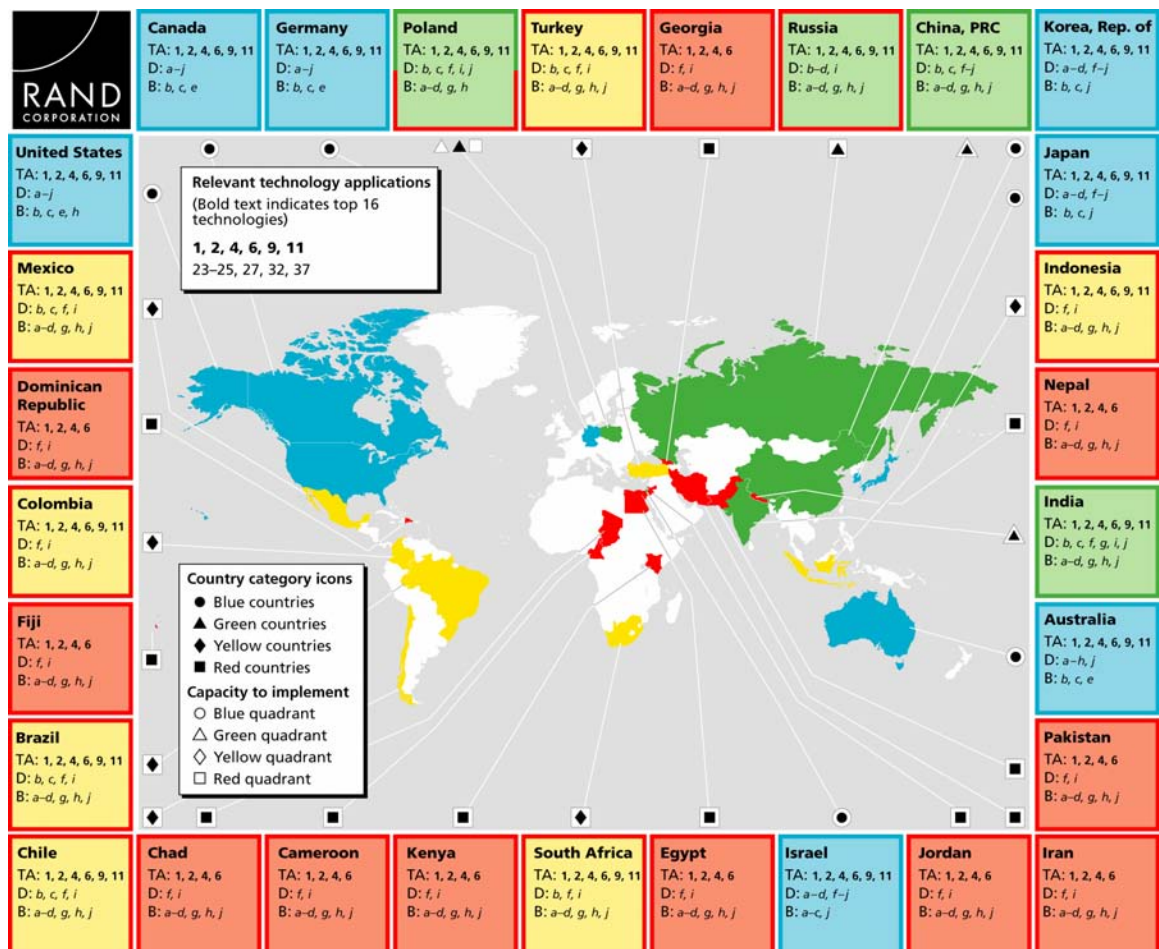 RAND
CORPORATION
Canada
TA: 1, 2, 4, 6, 9, 11
D: a–j
B: b, c, e
Germany
TA: 1, 2, 4, 6, 9, 11
D: a–j
B: b, c, e
Poland
TA: 1, 2, 4, 6, 9, 11
D: b, c, f, i, j
B: a–d, g, h
Turkey
TA: 1, 2, 4, 6, 9, 11
D: b, c, f, i
B: a–d, g, h, j
Georgia
TA: 1, 2, 4, 6
D: f, i
B: a–d, g, h, j
Russia
TA: 1, 2, 4, 6, 9, 11
D: b–d, i
B: a–d, g, h, j
China, PRC
TA: 1, 2, 4, 6, 9, 11
D: b, c, f–j
B: a–d, g, h, j
Korea, Rep. of
TA: 1, 2, 4, 6, 9, 11
D: a–d, f–j
B: b, c, j
United States
TA: 1, 2, 4, 6, 9, 11
D: a–j
B: b, c, e, h
Relevant technology applications
(Bold text indicates top 16
technologies)
1, 2, 4, 6, 9, 11
23–25, 27, 32, 37
Japan
TA: 1, 2, 4, 6, 9, 11
D: a–d, f–j
B: b, c, j
Mexico
TA: 1, 2, 4, 6, 9, 11
D: b, c, f, i
B: a–d, g, h, j
Indonesia
TA: 1, 2, 4, 6, 9, 11
D: f, i
B: a–d, g, h, j
Dominican
Republic
TA: 1, 2, 4, 6
D: f, i
B: a–d, g, h, j
Nepal
TA: 1, 2, 4, 6
D: f, i
B: a–d, g, h, j
Colombia
TA: 1, 2, 4, 6, 9, 11
D: f, i
B: a–d, g, h, j
India
TA: 1, 2, 4, 6, 9, 11
D: b, c, f, g, i, j
B: a–d, g, h, j
Country category icons
Blue countries
Green countries
Yellow countries
Red countries
Capacity to implement
Blue quadrant
Green quadrant
Yellow quadrant
Red quadrant
Fiji
TA: 1, 2, 4, 6
D: f, i
B: a–d, g, h, j
Australia
TA: 1, 2, 4, 6, 9, 11
D: a–h, j
B: b, c, e
Brazil
TA: 1, 2, 4, 6, 9, 11
D: b, c, f, i
B: a–d, g, h, j
Pakistan
TA: 1, 2, 4, 6
D: f, i
B: a–d, g, h, j
Chile
TA: 1, 2, 4, 6, 9, 11
D: b, c, f, i
B: a–d, g, h, j
Chad
TA: 1, 2, 4, 6
D: f, i
B: a–d, g, h, j
Cameroon
TA: 1, 2, 4, 6
D: f, i
B: a–d, g, h, j
Kenya
TA: 1, 2, 4, 6
D: f, i
B: a–d, g, h, j
South Africa
TA: 1, 2, 4, 6, 9, 11
D: b, f, i
B: a–d, g, h, j
Egypt
TA: 1, 2, 4, 6
D: f, i
B: a–d, g, h, j
Israel
TA: 1, 2, 4, 6, 9, 11
D: a–d, f–j
B: a–c, j
Jordan
TA: 1, 2, 4, 6
D: f, i
B: a–d, g, h, j
Iran
TA: 1, 2, 4, 6
D: f, i
B: a–d, g, h, j